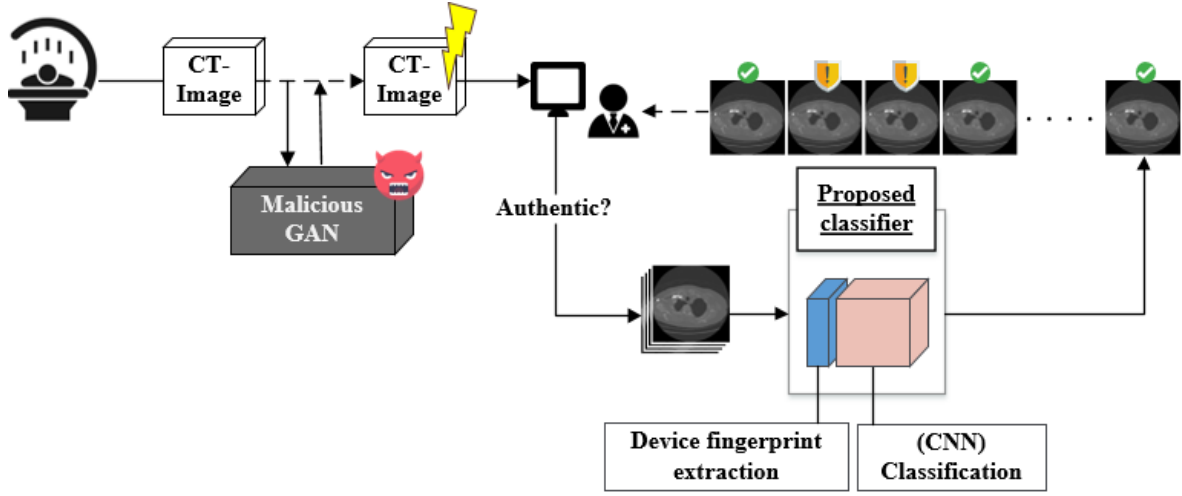 CT-
Image
CT-
Image
Malicious
GAN
Authentic?
Proposed
classifier
Device fingerprint
extraction
(CNN)
Classification